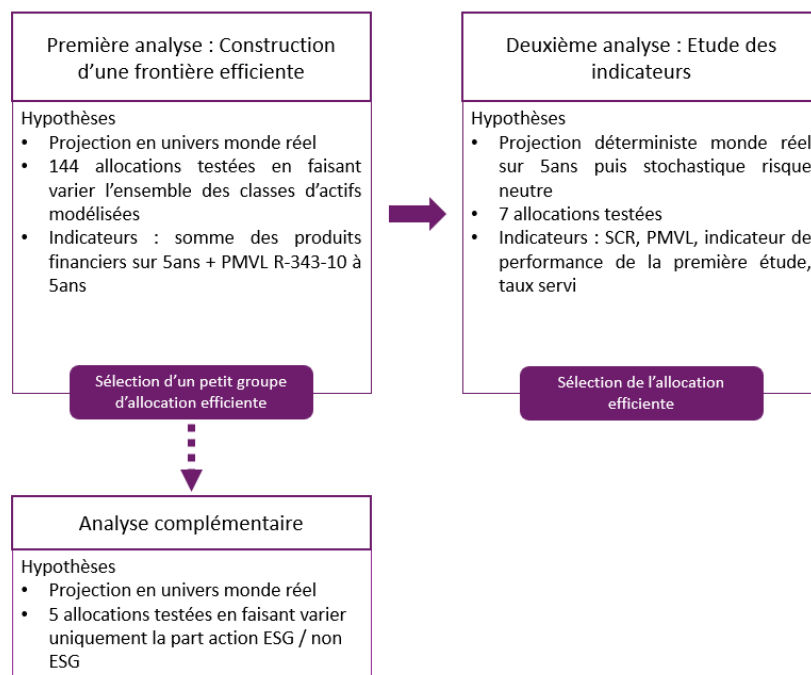 Première analyse : Construction
d'une frontière efficiente
Hypothèses
• Projection en univers monde réel
• 144 allocations testées en faisant
varier l'ensemble des classes d'actifs
modélisées
• Indicateurs : somme des produits
financiers sur 5ans + PMVL R-343-10 à
5ans
Sélection d'un petit groupe
d'allocation efficiente
Deuxième analyse : Etude des
indicateurs
Hypothèses
• Projection déterministe monde réel
sur 5ans puis stochastique risque
neutre
• 7 allocations testées
• Indicateurs : SCR, PMVL, indicateur de
performance de la première étude,
taux servi
Sélection de l'allocation
efficiente
Analyse complémentaire
Hypothèses
• Projection en univers monde réel
• 5 allocations testées en faisant varier
uniquement la part action ESG / non
ESG